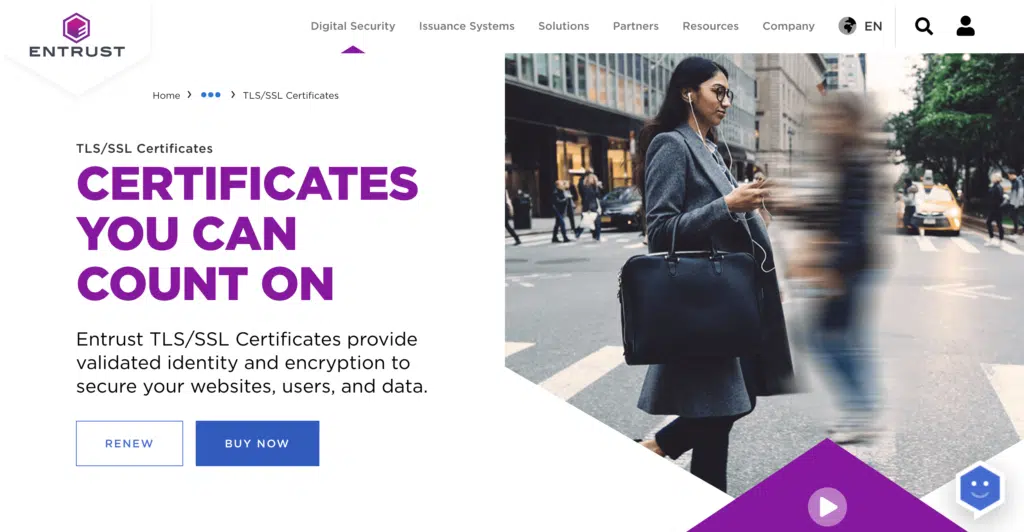 ENTRUST
Digital Security
Issuance Systems
Solutions
Partners
Resources
Company
EN
Home
TLS/SSL Certificates
TLS/SSL Certificates
CERTIFICATES
YOU CAN
COUNT ON
Entrust TLS/SSL Certificates provide
validated identity and encryption to
secure your websites, users, and data.
RENEW
BUY NOW